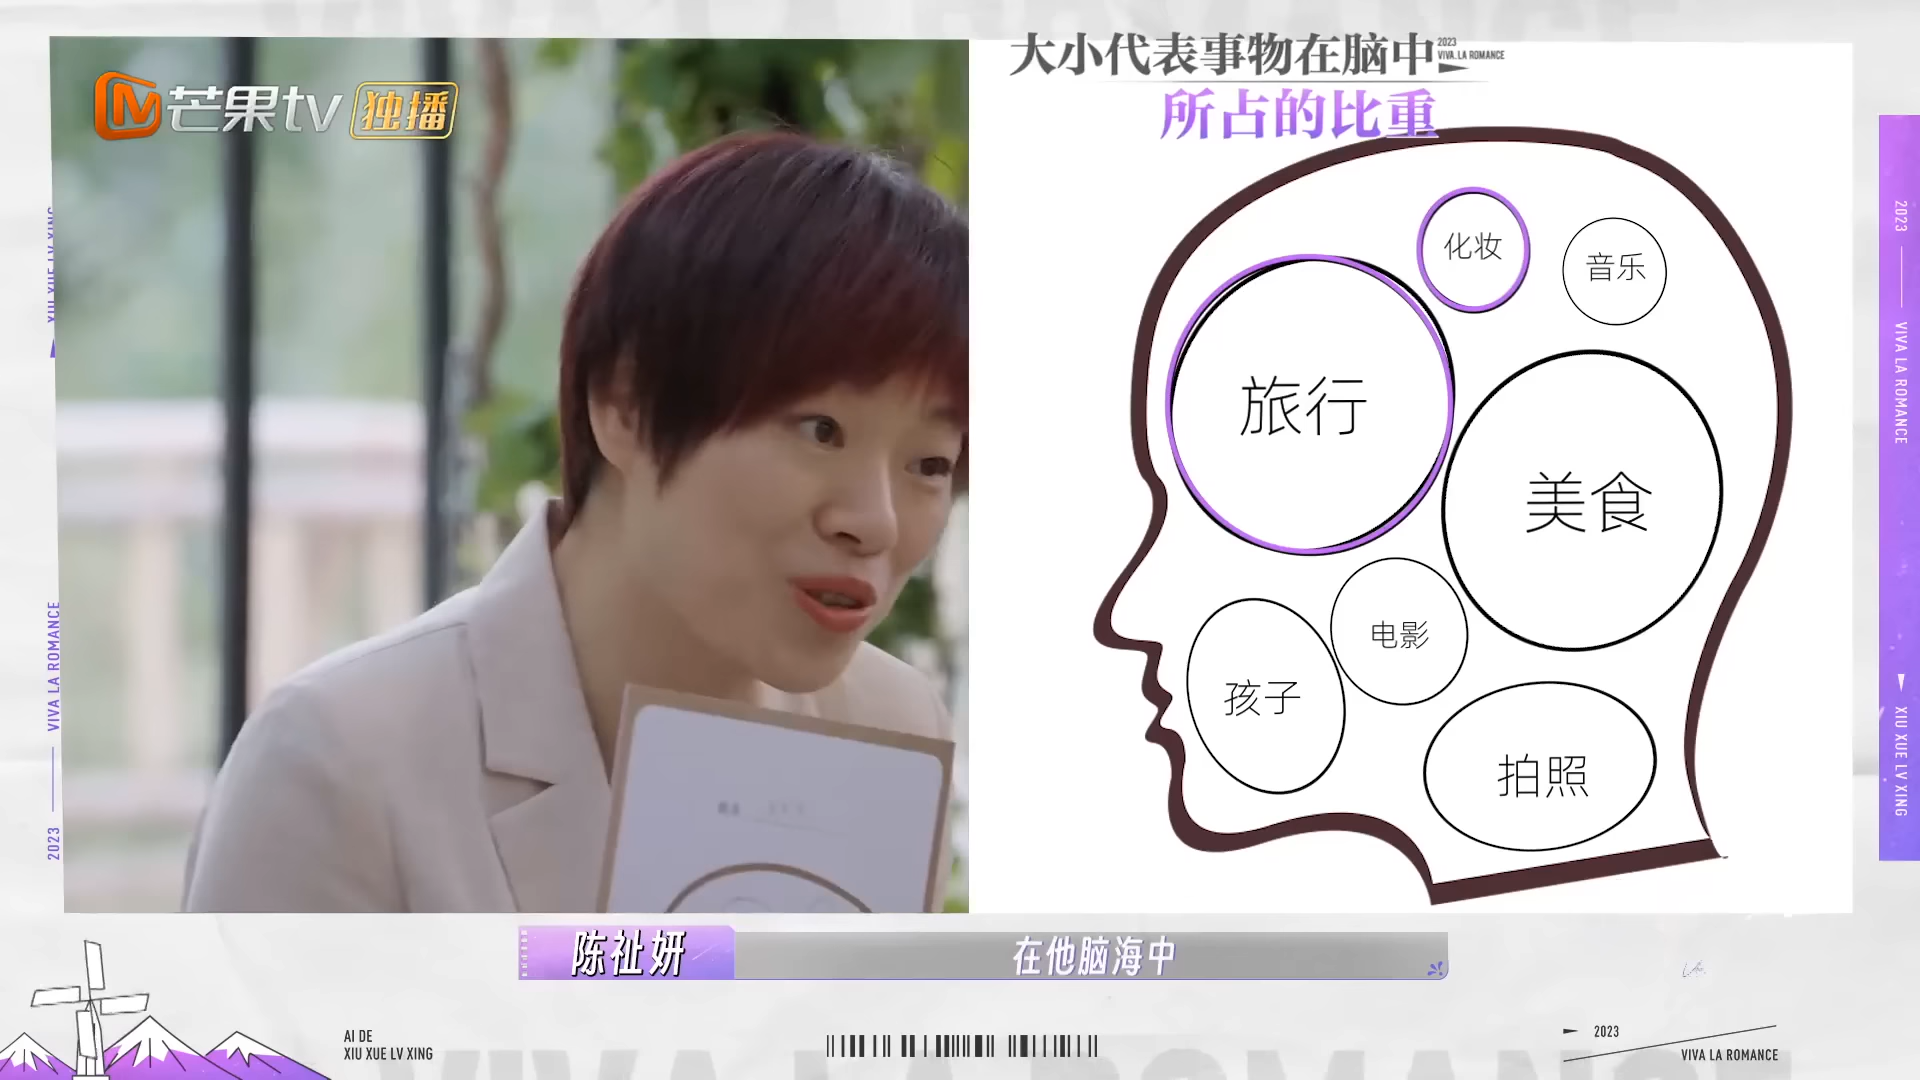 芒果tv 独播
大小代表事物在脑中
2023
VIVA LA ROMANCE
所占的比重
化妆
音乐
旅行
美食
电影
孩子
拍照
陈祉妍
在他脑海中
AI DE
XIU XUE LV XING
2023
VIVA LA ROMANCE
2023
VIVA LA ROMANCE
XIU XUE LV XING
2023
VIVA LA ROMANCE